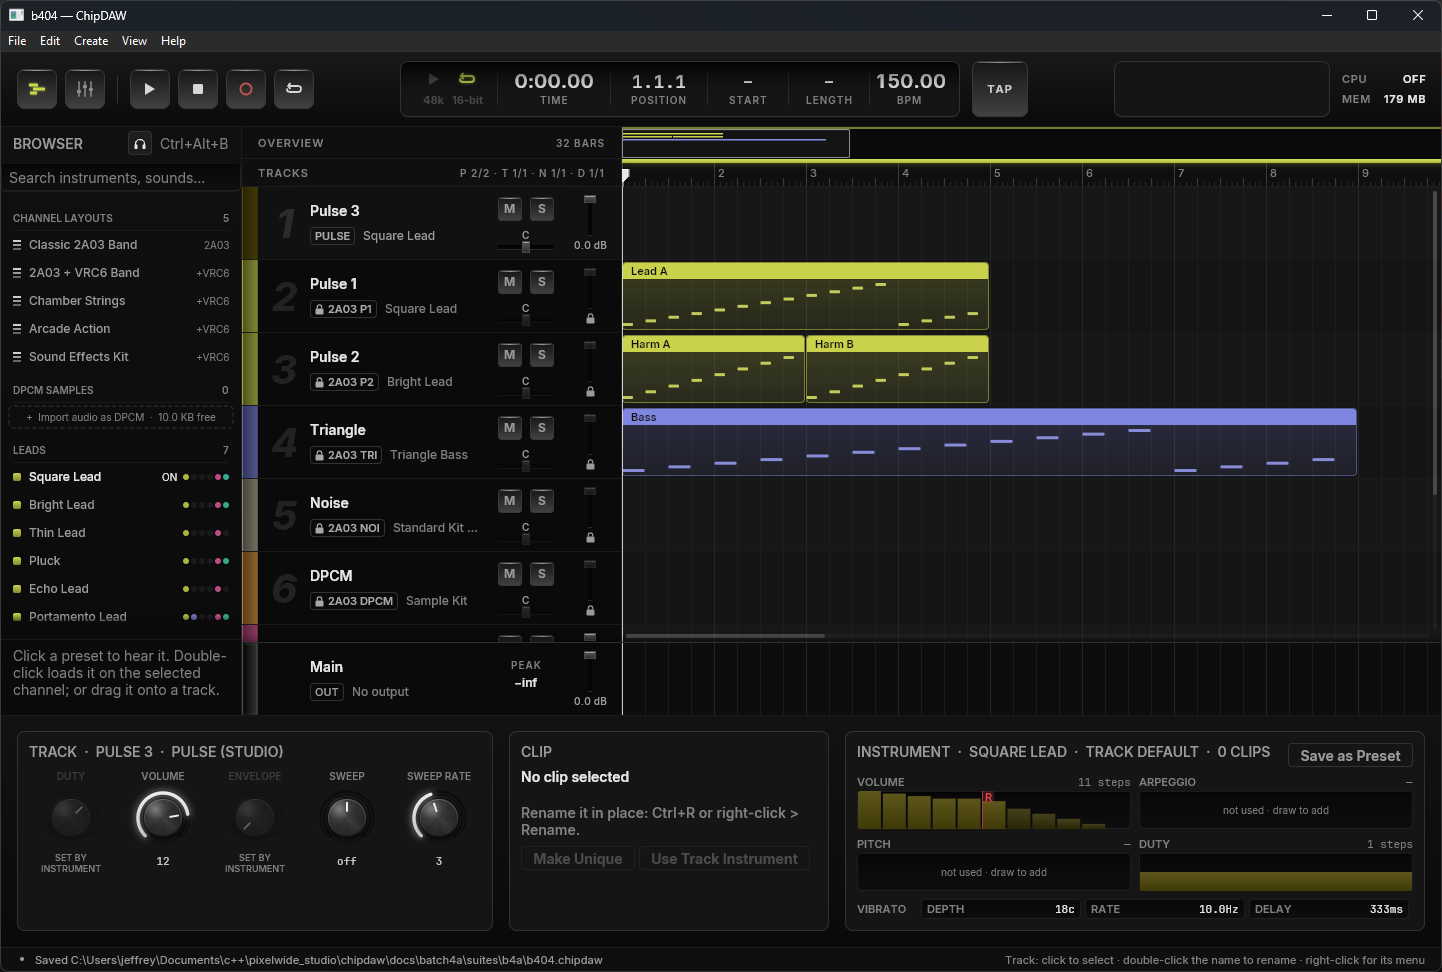 b404 — ChipDAW
File Edit Create View Help
48k 16-bit
0:00.00 TIME
1.1.1 POSITION
– START
– LENGTH
150.00 BPM
TAP
CPU OFF
MEM 179 MB
BROWSER Ctrl+Alt+B
Search instruments, sounds...
CHANNEL LAYOUTS 5
Classic 2A03 Band 2A03
2A03 + VRC6 Band +VRC6
Chamber Strings +VRC6
Arcade Action +VRC6
Sound Effects Kit +VRC6
DPCM SAMPLES 0
+ Import audio as DPCM · 10.0 KB free
LEADS 7
Square Lead ON
Bright Lead
Thin Lead
Pluck
Echo Lead
Portamento Lead
Click a preset to hear it. Double-
click loads it on the selected
channel; or drag it onto a track.
OVERVIEW 32 BARS
TRACKS P 2/2 · T 1/1 · N 1/1 · D 1/1
2 3 4 5 6 7 8 9
1 Pulse 3 M S
PULSE Square Lead C 0.0 dB
2 Pulse 1 M S
2A03 P1 Square Lead C
3 Pulse 2 M S
2A03 P2 Bright Lead C
4 Triangle M S
2A03 TRI Triangle Bass C
5 Noise M S
2A03 NOI Standard Kit ... C
6 DPCM M S
2A03 DPCM Sample Kit C
Lead A
Harm A Harm B
Bass
Main PEAK
OUT No output –inf 0.0 dB
TRACK · PULSE 3 · PULSE (STUDIO)
DUTY VOLUME ENVELOPE SWEEP SWEEP RATE
SET BY INSTRUMENT 12 SET BY INSTRUMENT off 3
CLIP
No clip selected
Rename it in place: Ctrl+R or right-click >
Rename.
Make Unique Use Track Instrument
INSTRUMENT · SQUARE LEAD · TRACK DEFAULT · 0 CLIPS Save as Preset
VOLUME 11 steps ARPEGGIO –
R
not used · draw to add
PITCH – DUTY 1 steps
not used · draw to add
VIBRATO DEPTH 18c RATE 10.0Hz DELAY 333ms
• Saved C:\Users\jeffrey\Documents\c++\pixelwide_studio\chipdaw\docs\batch4a\suites\b4a\b404.chipdaw
Track: click to select · double-click the name to rename · right-click for its menu